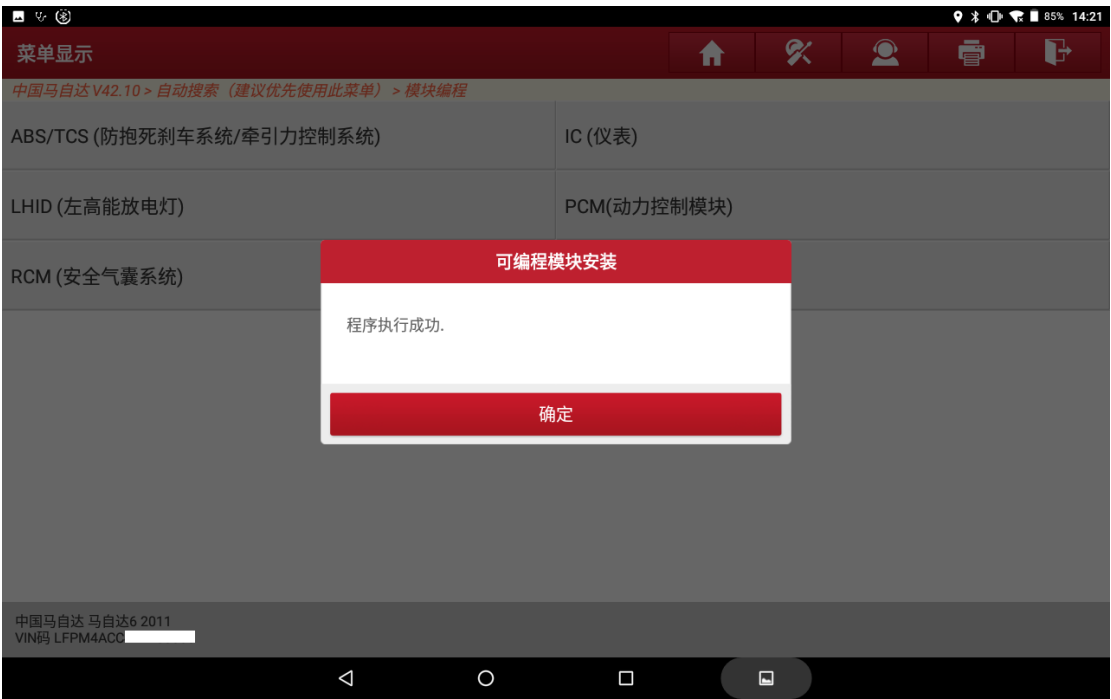 85% 14:21
菜单显示
中国马自达 V42.10 > 自动搜索（建议优先使用此菜单） > 模块编程
ABS/TCS (防抱死刹车系统/牵引力控制系统)
IC (仪表)
LHID (左高能放电灯)
PCM(动力控制模块)
RCM (安全气囊系统)
可编程模块安装
程序执行成功.
确定
中国马自达 马自达6 2011
VIN码 LFPM4ACC